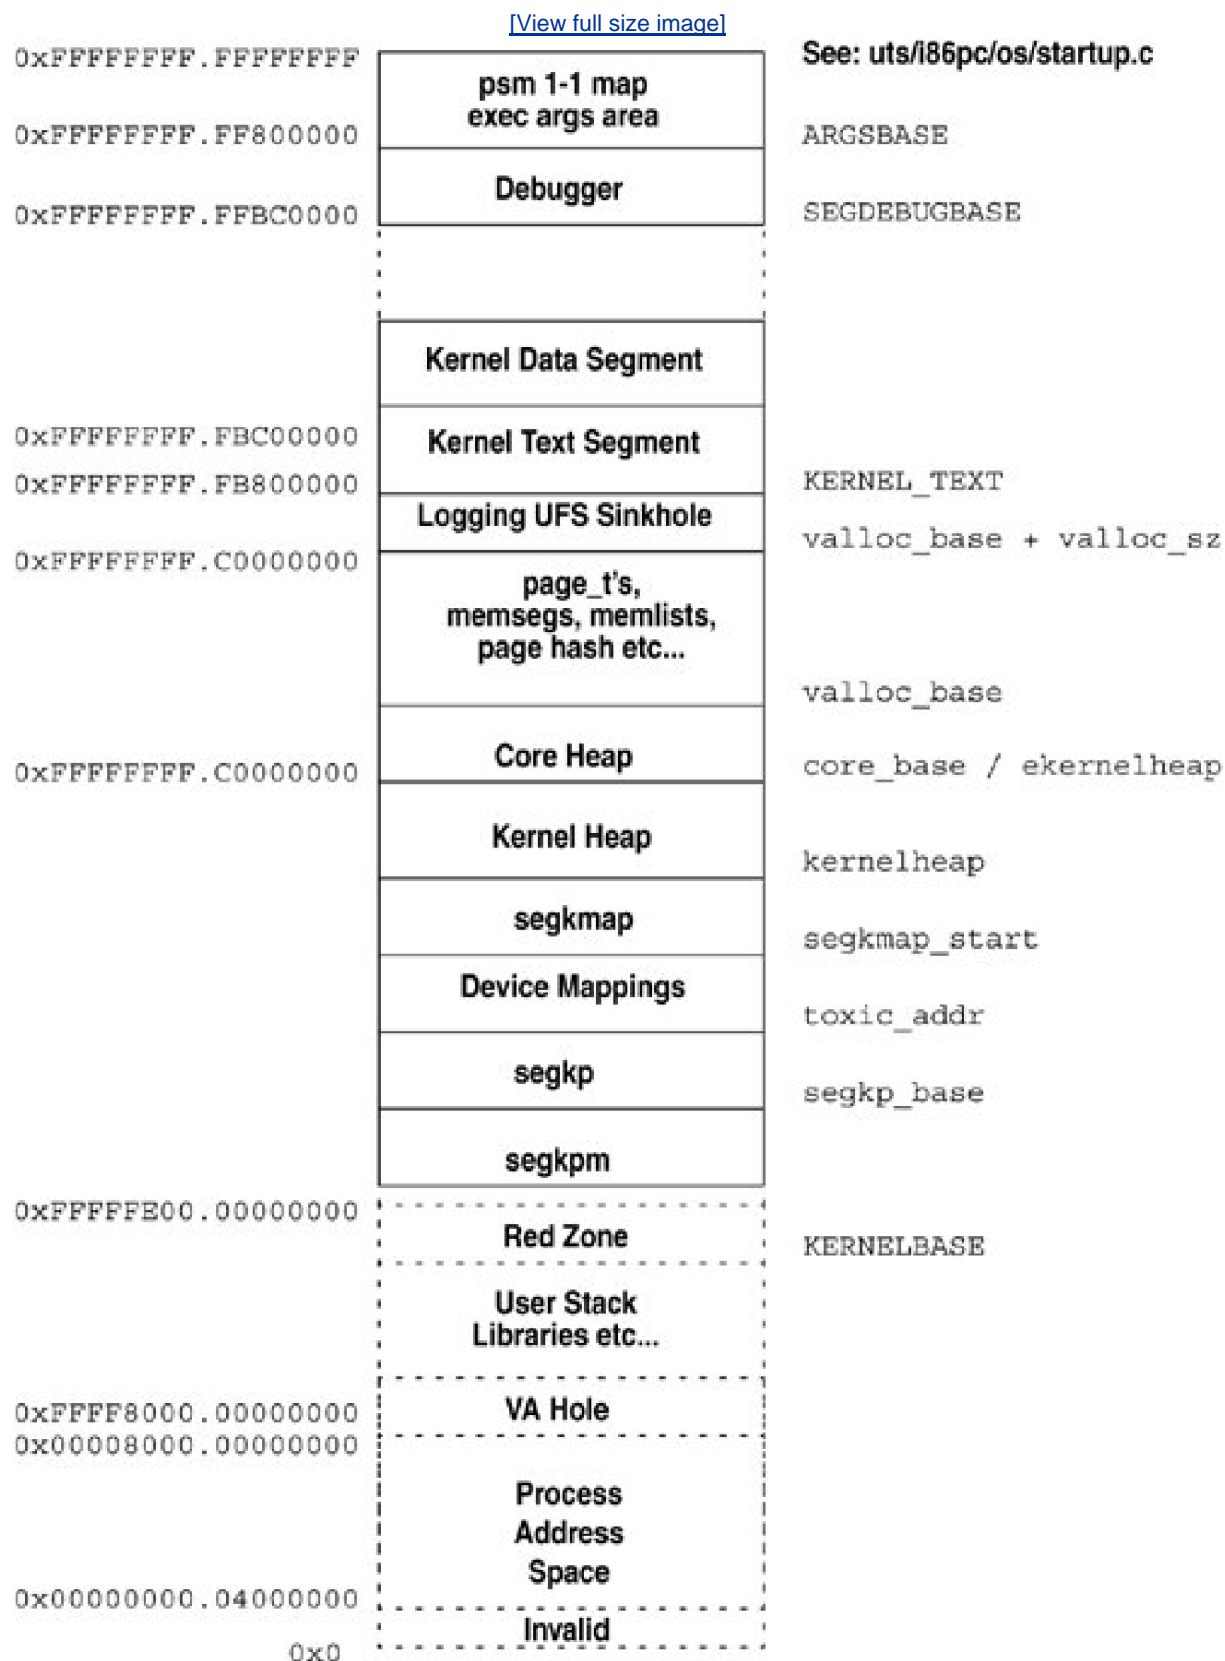 [View full size image]
0xFFFFFFFF.FFFFFFFF
See: uts/i86pc/os/startup.c
psm 1-1 map
exec args area
0xFFFFFFFF.FF800000
ARGSBASE
Debugger
0xFFFFFFFF.FFBC0000
SEGDEBUGBASE
Kernel Data Segment
0xFFFFFFFF.FBC00000
Kernel Text Segment
0xFFFFFFFF.FB800000
KERNEL_TEXT
Logging UFS Sinkhole
valloc_base + valloc_sz
0xFFFFFFFF.C0000000
page_t's,
memsegs, memlists,
page hash etc...
valloc_base
Core Heap
0xFFFFFFFF.C0000000
core_base / ekernelheap
Kernel Heap
kernelheap
segkmap
segkmap_start
Device Mappings
toxic_addr
segkp
segkp_base
segkpm
0xFFFFFE00.00000000
Red Zone
KERNELBASE
User Stack
Libraries etc...
0xFFFF8000.00000000
VA Hole
0x00008000.00000000
Process
Address
Space
0x00000000.04000000
Invalid
0x0